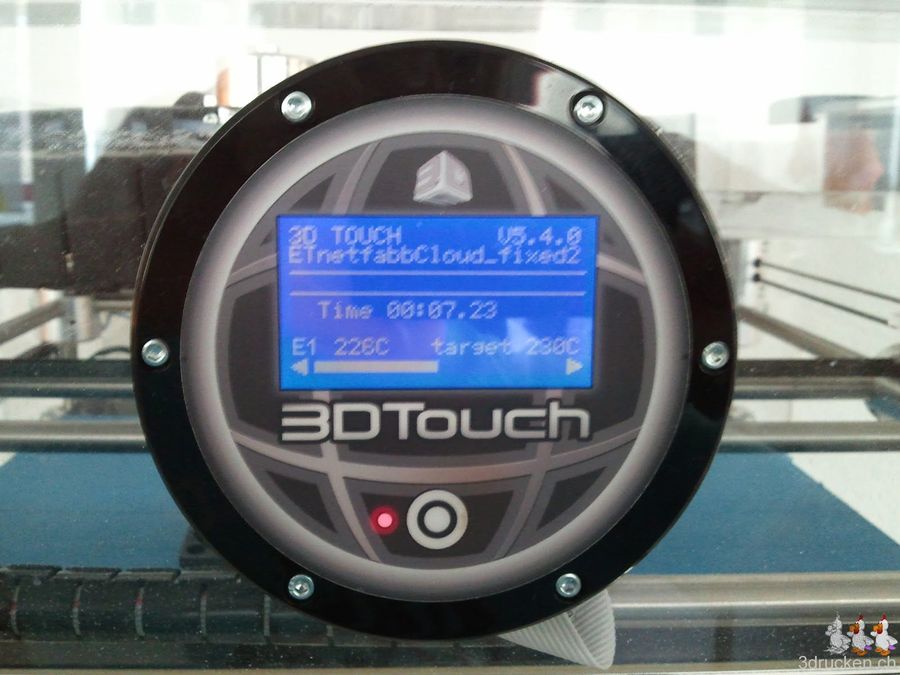 3D TOUCH V5.4.0
ETnetfabbCloud_fixed2
Time 00:07.23
E1 226C target 230C
3DTouch
3drucken.ch